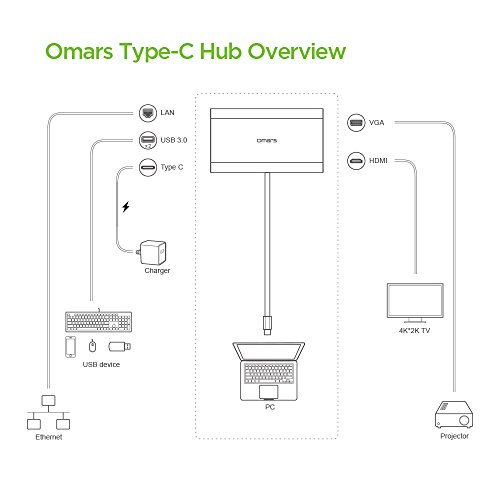 Omars Type-C Hub Overview
LAN
USB 3.0
×2
Type C
Charger
USB device
Ethernet
omars
PC
VGA
HDMI
4K*2K TV
Projector